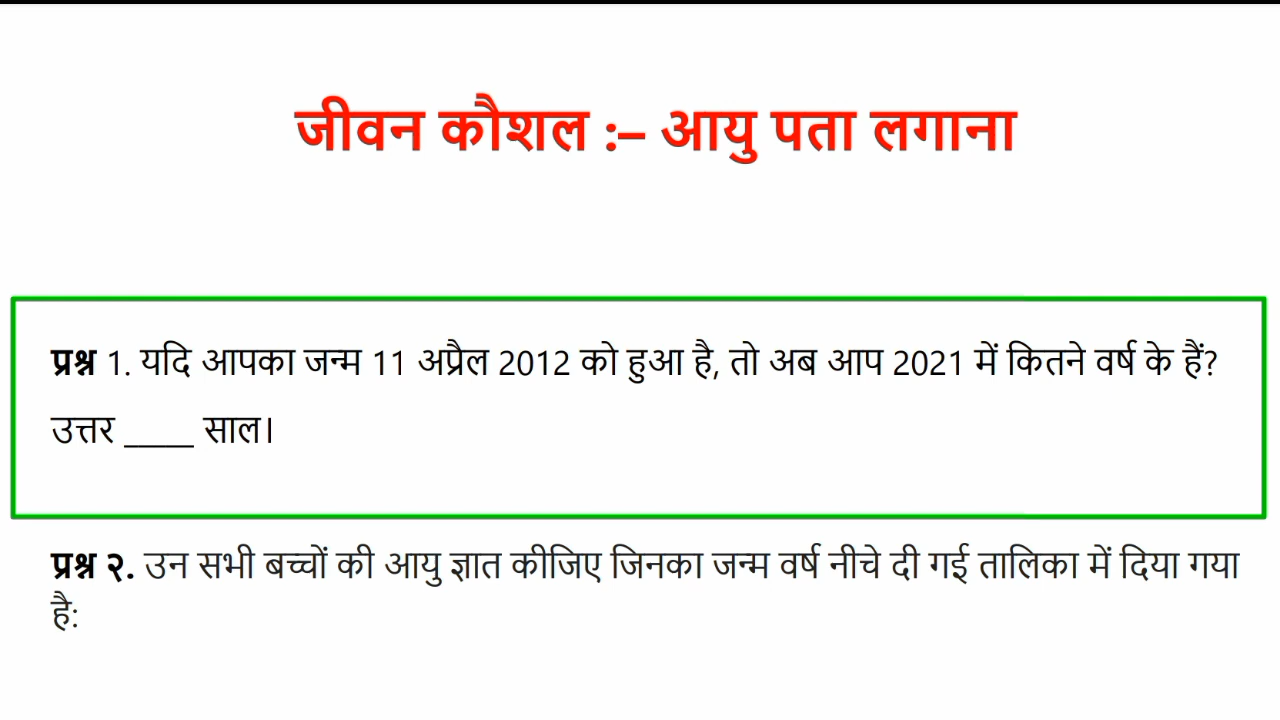 जीवन कौशल :– आयु पता लगाना
प्रश्न 1. यदि आपका जन्म 11 अप्रैल 2012 को हुआ है, तो अब आप 2021 में कितने वर्ष के हैं?
उत्तर _____ साल।
प्रश्न २. उन सभी बच्चों की आयु ज्ञात कीजिए जिनका जन्म वर्ष नीचे दी गई तालिका में दिया गया
है: